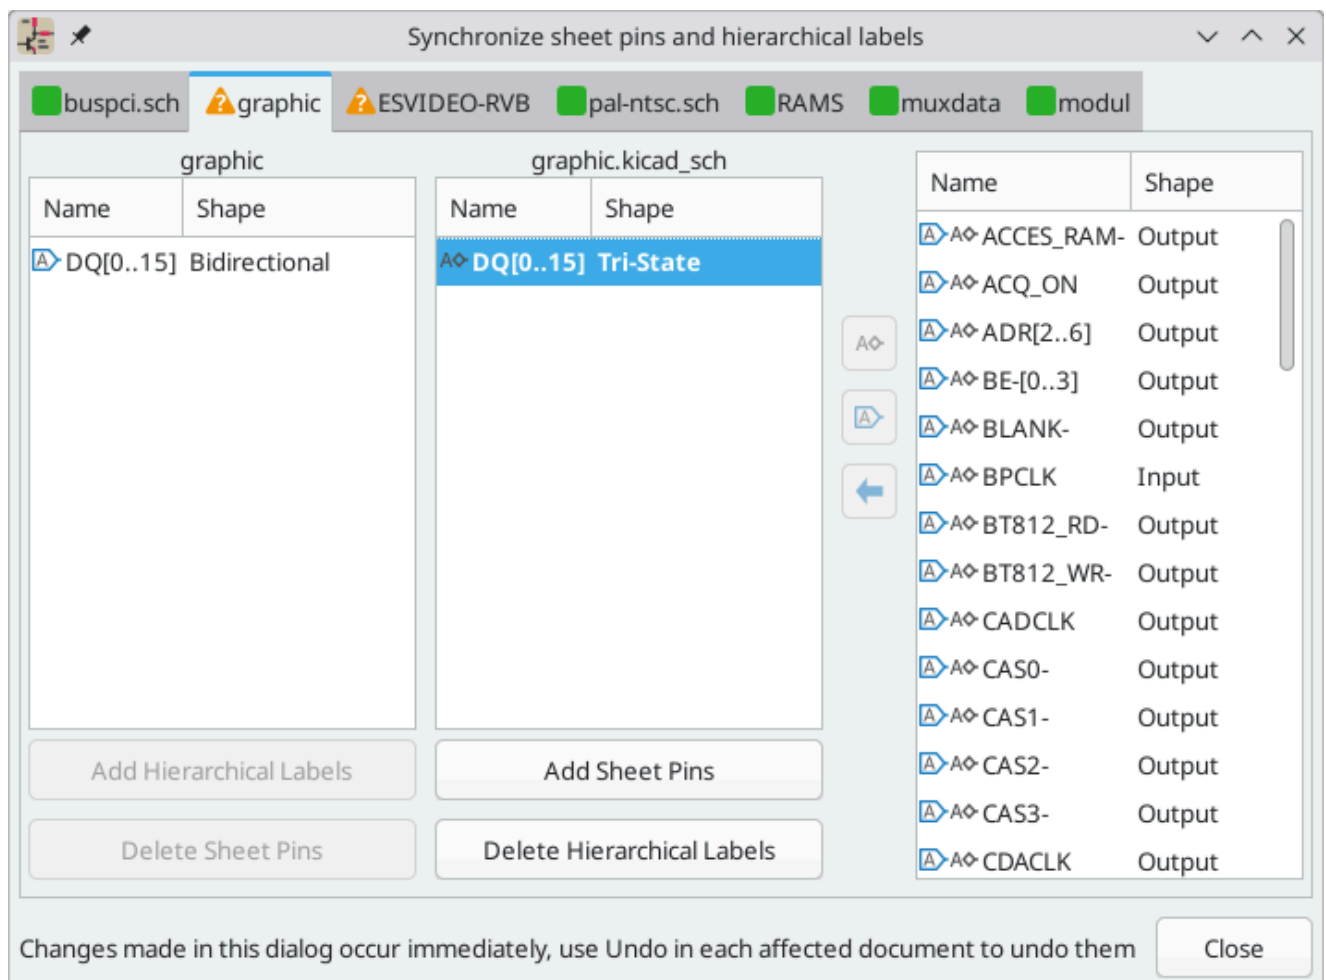 Synchronize sheet pins and hierarchical labels
buspci.sch graphic ESVIDEO-RVB pal-ntsc.sch RAMS muxdata modul
graphic
Name Shape
DQ[0..15] Bidirectional
Add Hierarchical Labels
Delete Sheet Pins
graphic.kicad_sch
Name Shape
DQ[0..15] Tri-State
Add Sheet Pins
Delete Hierarchical Labels
Name Shape
ACCES_RAM- Output
ACQ_ON Output
ADR[2..6] Output
BE-[0..3] Output
BLANK- Output
BPCLK Input
BT812_RD- Output
BT812_WR- Output
CADCLK Output
CAS0- Output
CAS1- Output
CAS2- Output
CAS3- Output
CDACLK Output
Changes made in this dialog occur immediately, use Undo in each affected document to undo them
Close